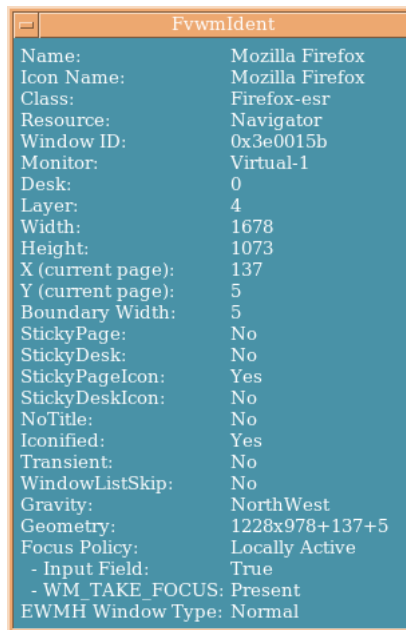 FvwmIdent
Name: Mozilla Firefox
Icon Name: Mozilla Firefox
Class: Firefox-esr
Resource: Navigator
Window ID: 0x3e0015b
Monitor: Virtual-1
Desk: 0
Layer: 4
Width: 1678
Height: 1073
X (current page): 137
Y (current page): 5
Boundary Width: 5
StickyPage: No
StickyDesk: No
StickyPageIcon: Yes
StickyDeskIcon: No
NoTitle: No
Iconified: Yes
Transient: No
WindowListSkip: No
Gravity: NorthWest
Geometry: 1228x978+137+5
Focus Policy: Locally Active
- Input Field: True
- WM_TAKE_FOCUS: Present
EWMH Window Type: Normal